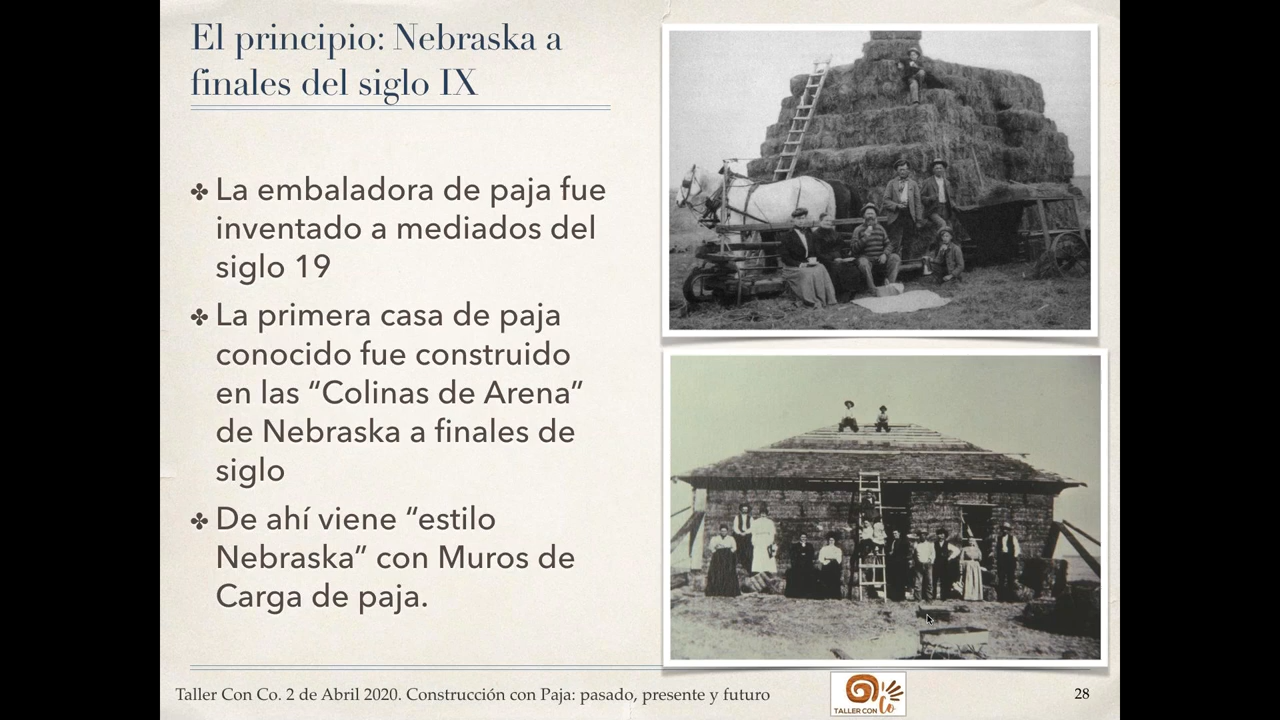 El principio: Nebraska a
finales del siglo IX
✤ La embaladora de paja fue
inventado a mediados del
siglo 19
✤ La primera casa de paja
conocido fue construido
en las “Colinas de Arena”
de Nebraska a finales de
siglo
✤ De ahí viene “estilo
Nebraska” con Muros de
Carga de paja.
Taller Con Co. 2 de Abril 2020. Construcción con Paja: pasado, presente y futuro
TALLER CON Co
28